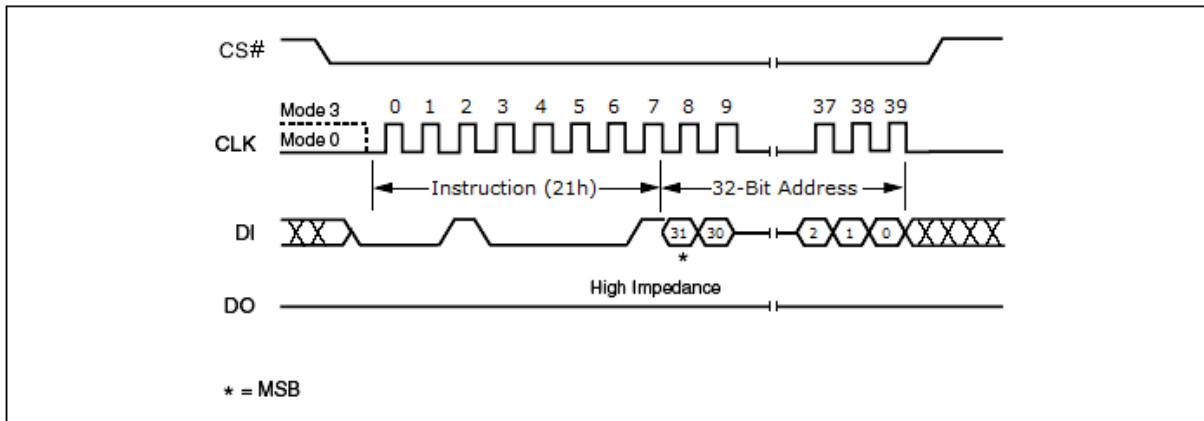 CS#
0 1 2 3 4 5 6 7 8 9 37 38 39
Mode 3
CLK Mode 0
Instruction (21h) 32-Bit Address
DI 31 30 2 1 0
*
High Impedance
DO
* = MSB